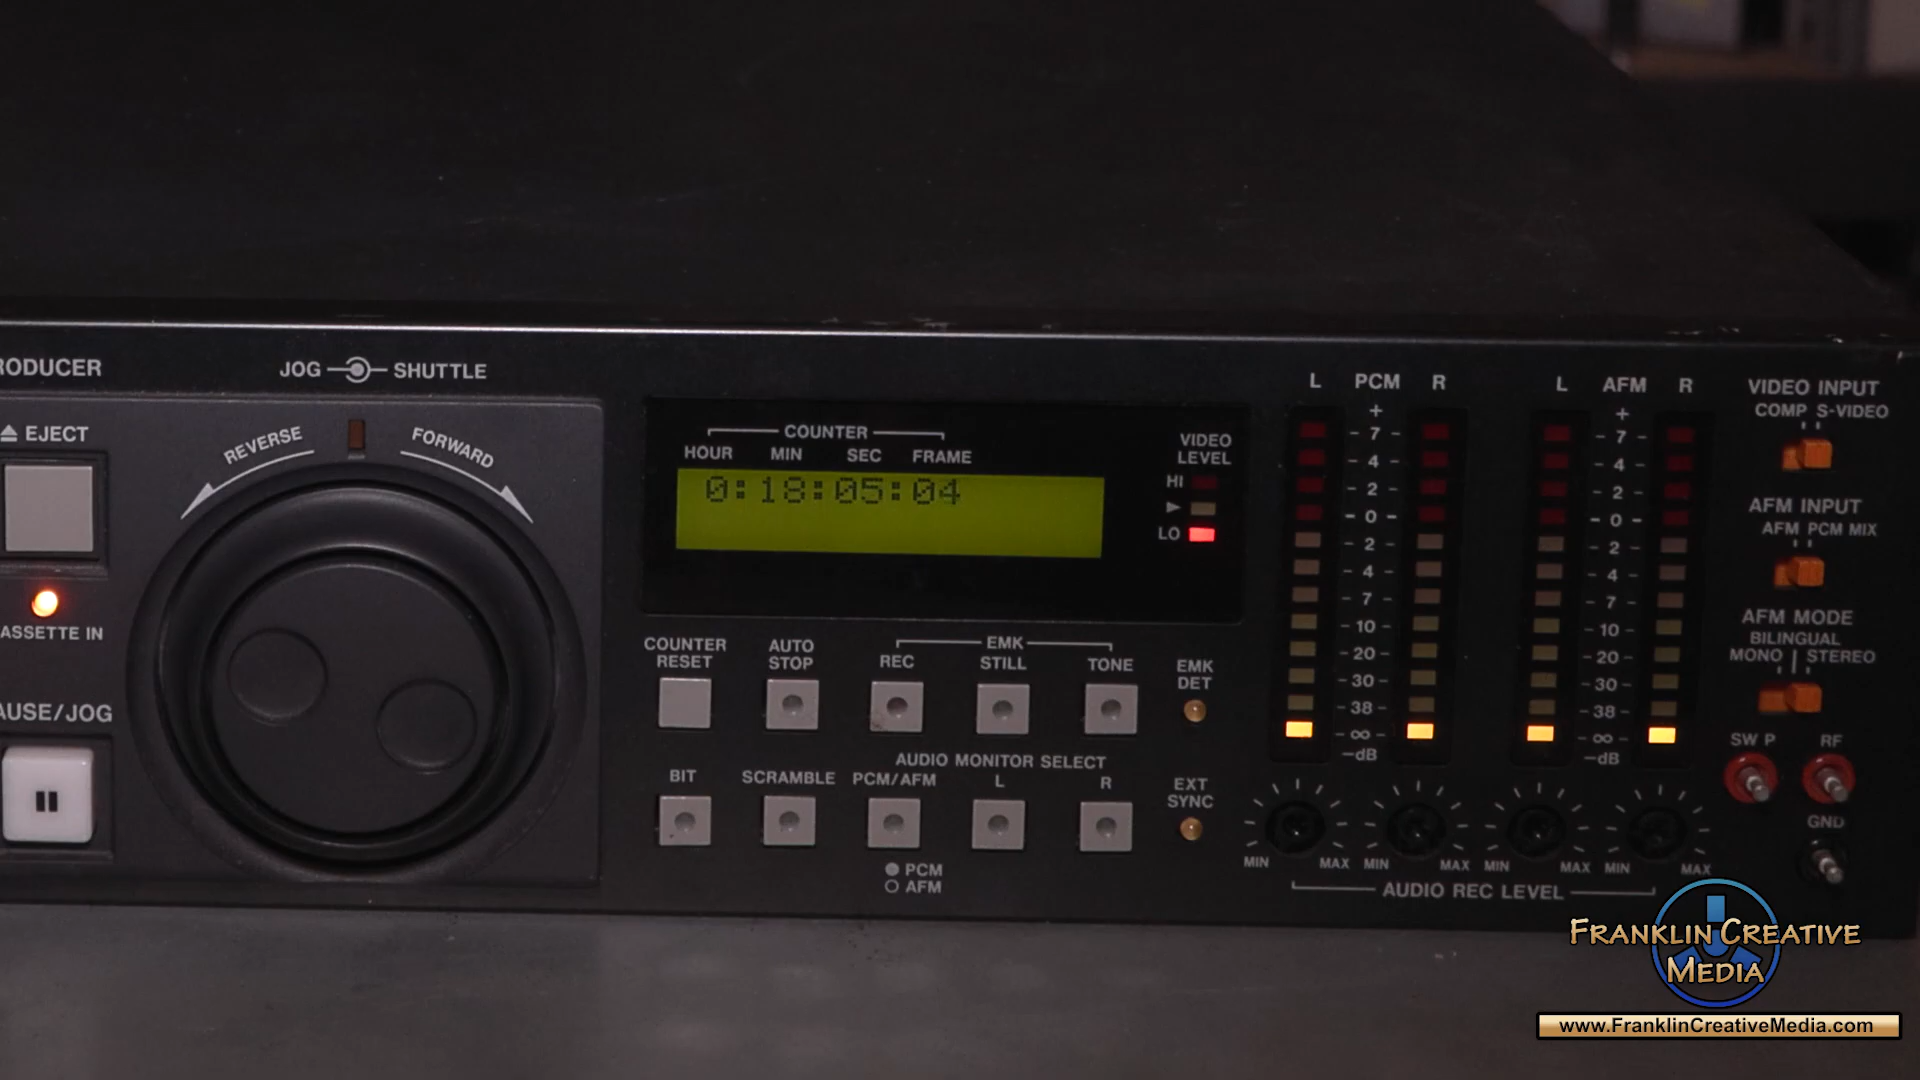 RODUCER
JOG SHUTTLE
EJECT
REVERSE
FORWARD
ASSETTE IN
AUSE/JOG
COUNTER
HOUR MIN SEC FRAME
0:18:05:04
VIDEO
LEVEL
HI
LO
COUNTER
RESET
AUTO
STOP
EMK
REC STILL TONE
EMK
DET
AUDIO MONITOR SELECT
BIT SCRAMBLE PCM/AFM L R
PCM
AFM
EXT
SYNC
L PCM R
+
7
4
2
0
2
4
7
10
20
30
38
∞
-dB
L AFM R
+
7
4
2
0
2
4
7
10
20
30
38
∞
-dB
MIN MAX MIN MAX MIN MAX MIN MAX
AUDIO REC LEVEL
VIDEO INPUT
COMP S-VIDEO
AFM INPUT
AFM PCM MIX
AFM MODE
BILINGUAL
MONO | STEREO
SW P RF
GND
FRANKLIN CREATIVE
MEDIA
www.FranklinCreativeMedia.com